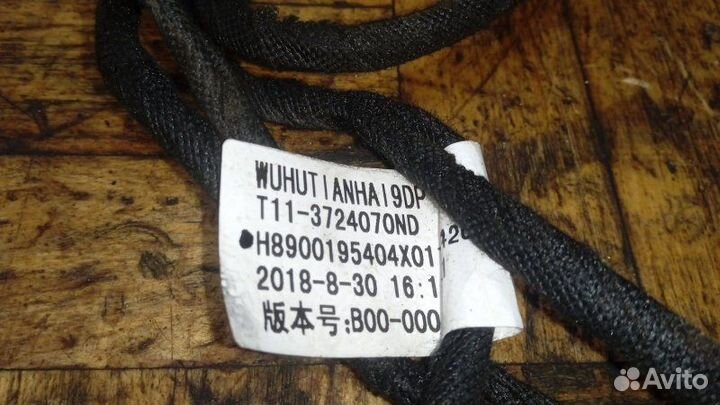 WUHUTIANHAI9DP
T11-3724070ND
H8900195404X01
2018-8-30 16:1
版本号:B00-000
Avito